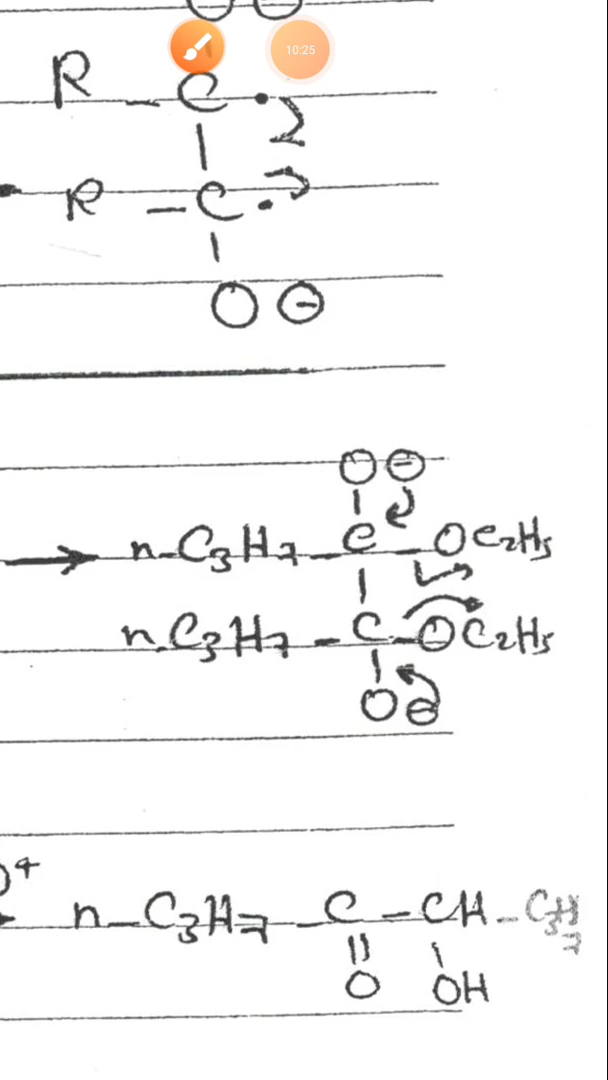 10:25
R - C ·
|
R - C ·
|
O ⊖
O ⊖
|
→ n-C3H7 - C - OC2H5
|
n.C3H7 - C - OC2H5
|
O ⊖
n-C3H7 - C - CH - C3H7
|| |
O OH